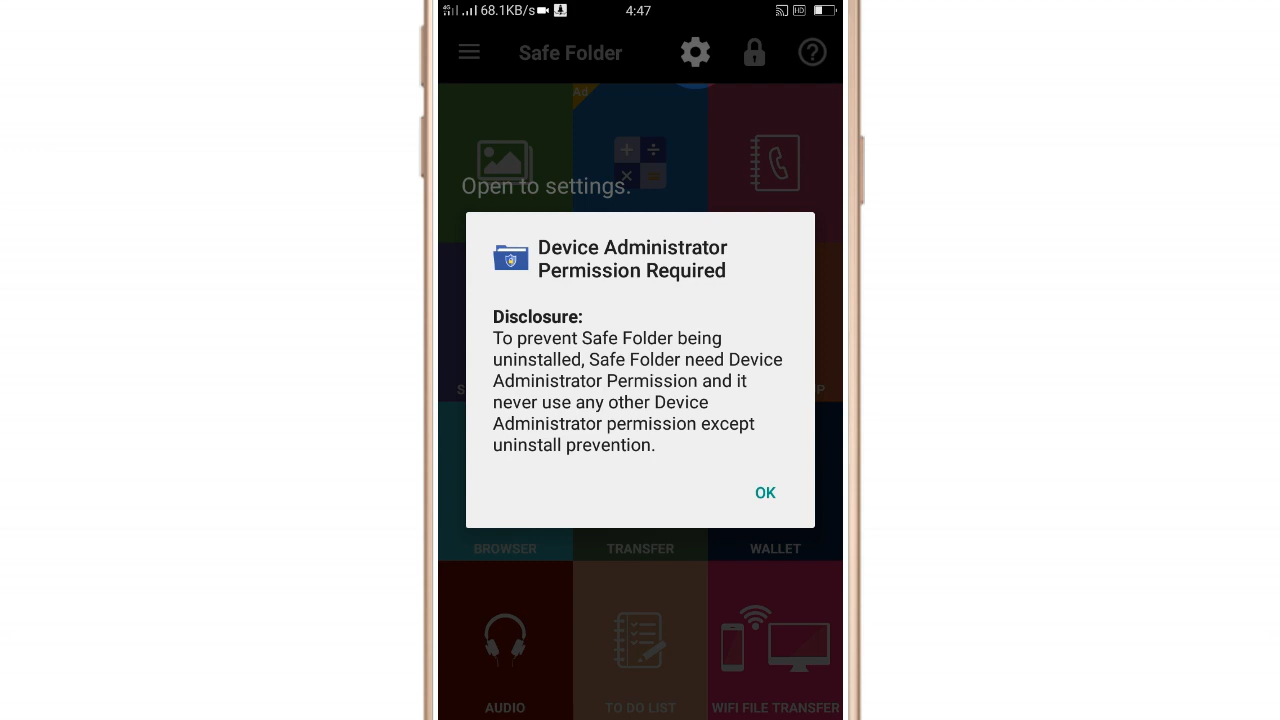 68.1KB/s
4:47
HD
Safe Folder
Ad
Open to settings.
Device Administrator
Permission Required
Disclosure:
To prevent Safe Folder being
uninstalled, Safe Folder need Device
Administrator Permission and it
never use any other Device
Administrator permission except
uninstall prevention.
OK
S
P
BROWSER
TRANSFER
WALLET
AUDIO
TO DO LIST
WIFI FILE TRANSFER